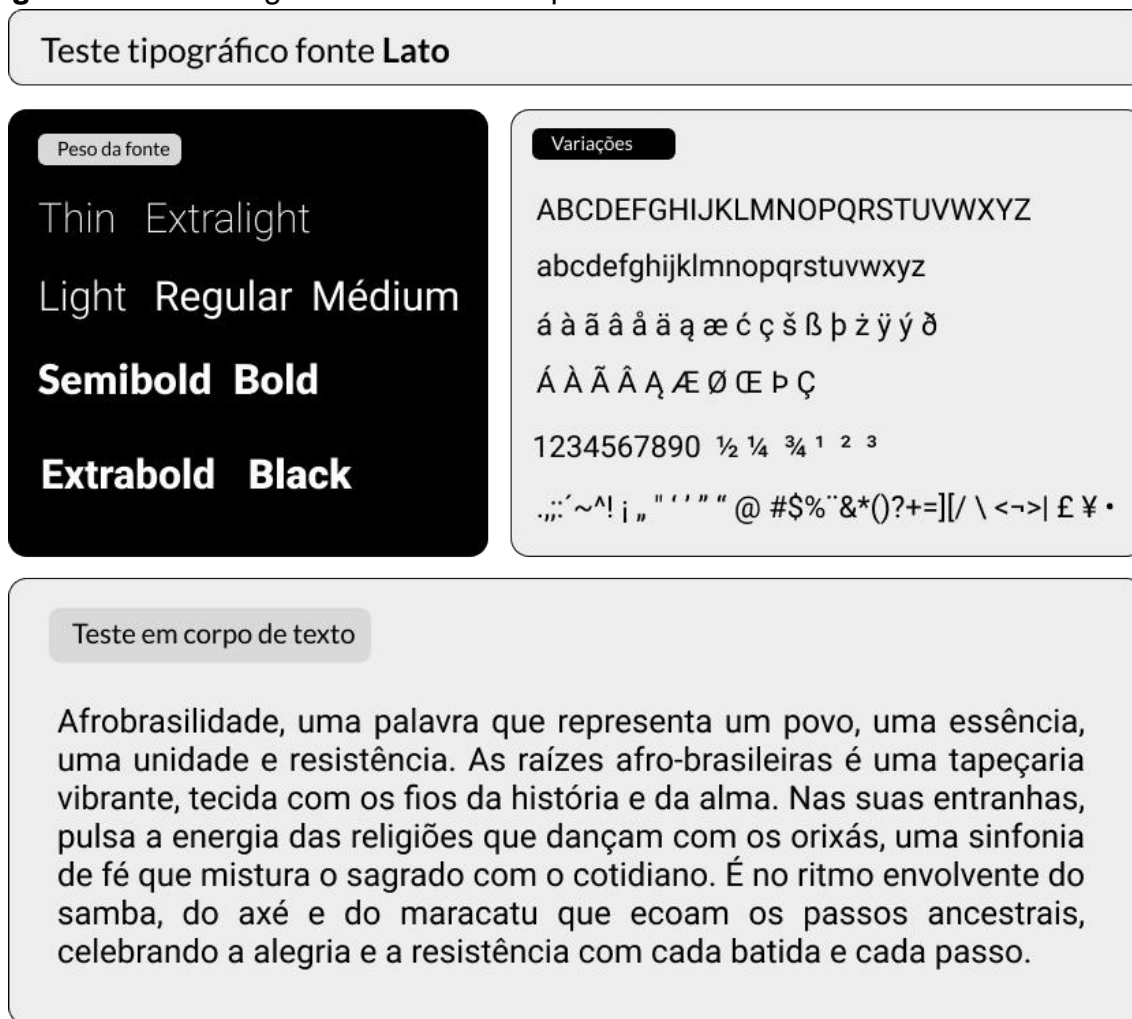 Teste tipográfico fonte Lato
Peso da fonte
Thin Extralight
Light Regular Médium
Semibold Bold
Extrabold Black
Variações
ABCDEFGHIJKLMNOPQRSTUVWXYZ
abcdefghijklmnopqrstuvwxyz
á à ã â å ä ą æ ć ç š ß þ ż ÿ ý ð
Á À Ã Â Ą Æ Ø Œ Þ Ç
1234567890 ½ ¼ ¾ ¹ ² ³
.,;:´~^! ¡ „ " ‘ ’ ” “ @ #$%¨&*()?+=][/ \ <¬>| £ ¥ •
Teste em corpo de texto
Afrobrasilidade, uma palavra que representa um povo, uma essência,
uma unidade e resistência. As raízes afro-brasileiras é uma tapeçaria
vibrante, tecida com os fios da história e da alma. Nas suas entranhas,
pulsa a energia das religiões que dançam com os orixás, uma sinfonia
de fé que mistura o sagrado com o cotidiano. É no ritmo envolvente do
samba, do axé e do maracatu que ecoam os passos ancestrais,
celebrando a alegria e a resistência com cada batida e cada passo.